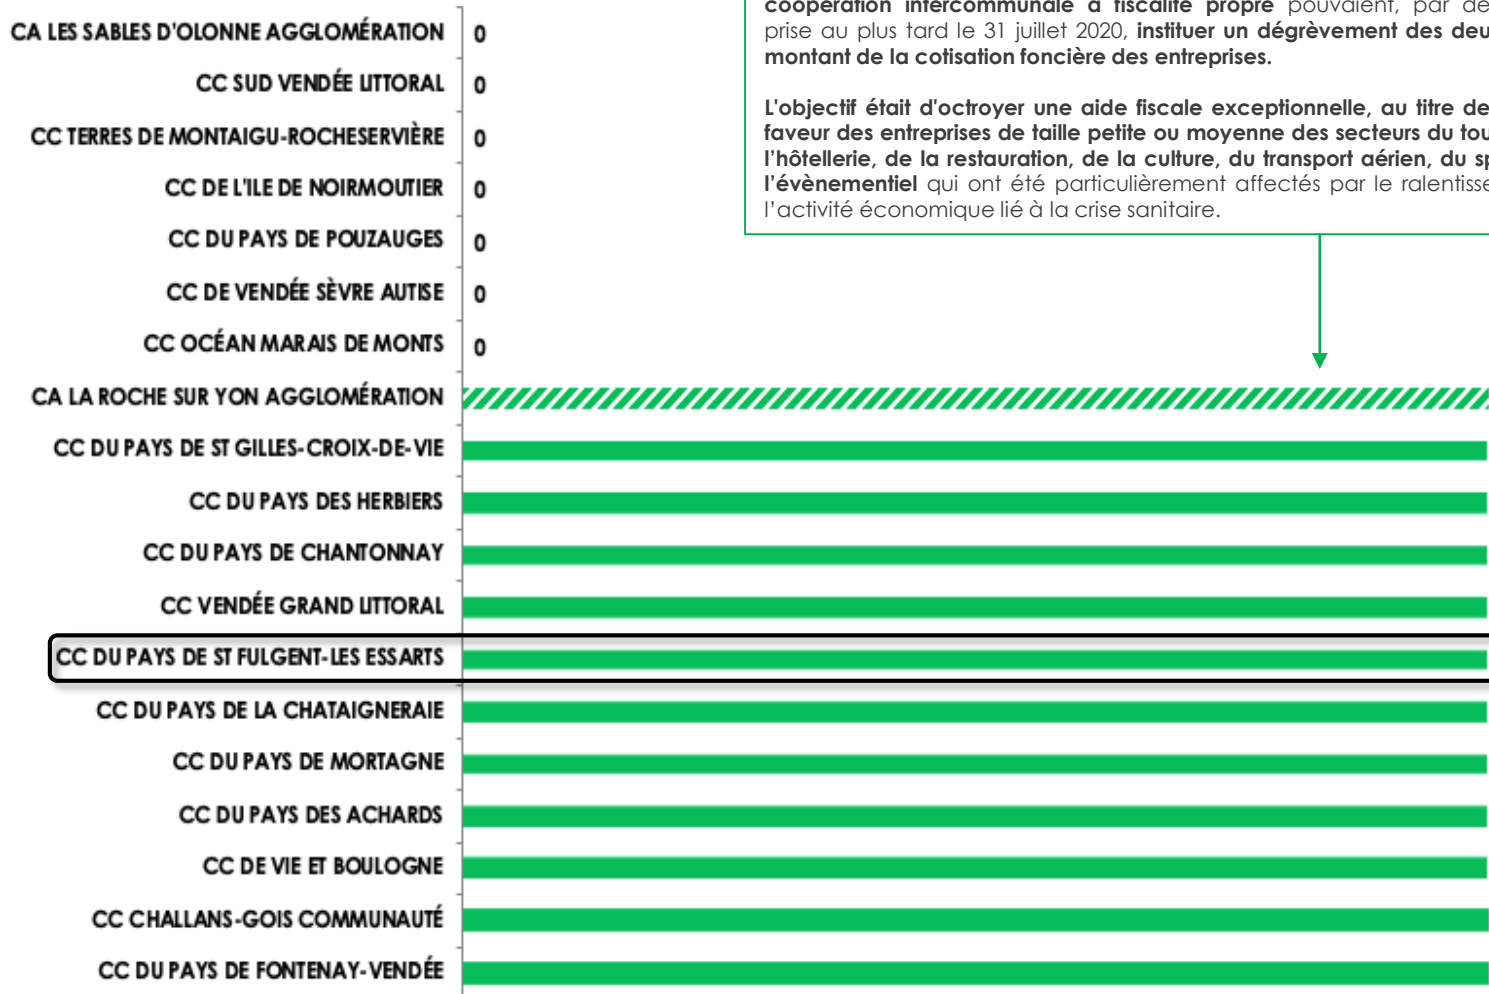 coopération intercommunale à fiscalité propre pouvaient, par
prise au plus tard le 31 juillet 2020, instituer un dégrèvement des
montant de la cotisation foncière des entreprises.
L'objectif était d'octroyer une aide fiscale exceptionnelle, au titre de
faveur des entreprises de taille petite ou moyenne des secteurs du
l'hôtellerie, de la restauration, de la culture, du transport aérien, du
l'évènementiel qui ont été particulièrement affectés par le
l'activité économique lié à la crise sanitaire.
CA LES SABLES D'OLONNE AGGLOMÉRATION 0
CC SUD VENDÉE LITTORAL 0
CC TERRES DE MONTAIGU-ROCHESERVIÈRE 0
CC DE L'ILE DE NOIRMOUTIER 0
CC DU PAYS DE POUZAUGES 0
CC DE VENDÉE SÈVRE AUTISE 0
CC OCÉAN MARAIS DE MONTS 0
CA LA ROCHE SUR YON AGGLOMÉRATION
CC DU PAYS DE ST GILLES-CROIX-DE-VIE
CC DU PAYS DES HERBIERS
CC DU PAYS DE CHANTONNAY
CC VENDÉE GRAND LITTORAL
CC DU PAYS DE ST FULGENT-LES ESSARTS
CC DU PAYS DE LA CHATAIGNERAIE
CC DU PAYS DE MORTAGNE
CC DU PAYS DES ACHARDS
CC DE VIE ET BOULOGNE
CC CHALLANS-GOIS COMMUNAUTÉ
CC DU PAYS DE FONTENAY-VENDÉE